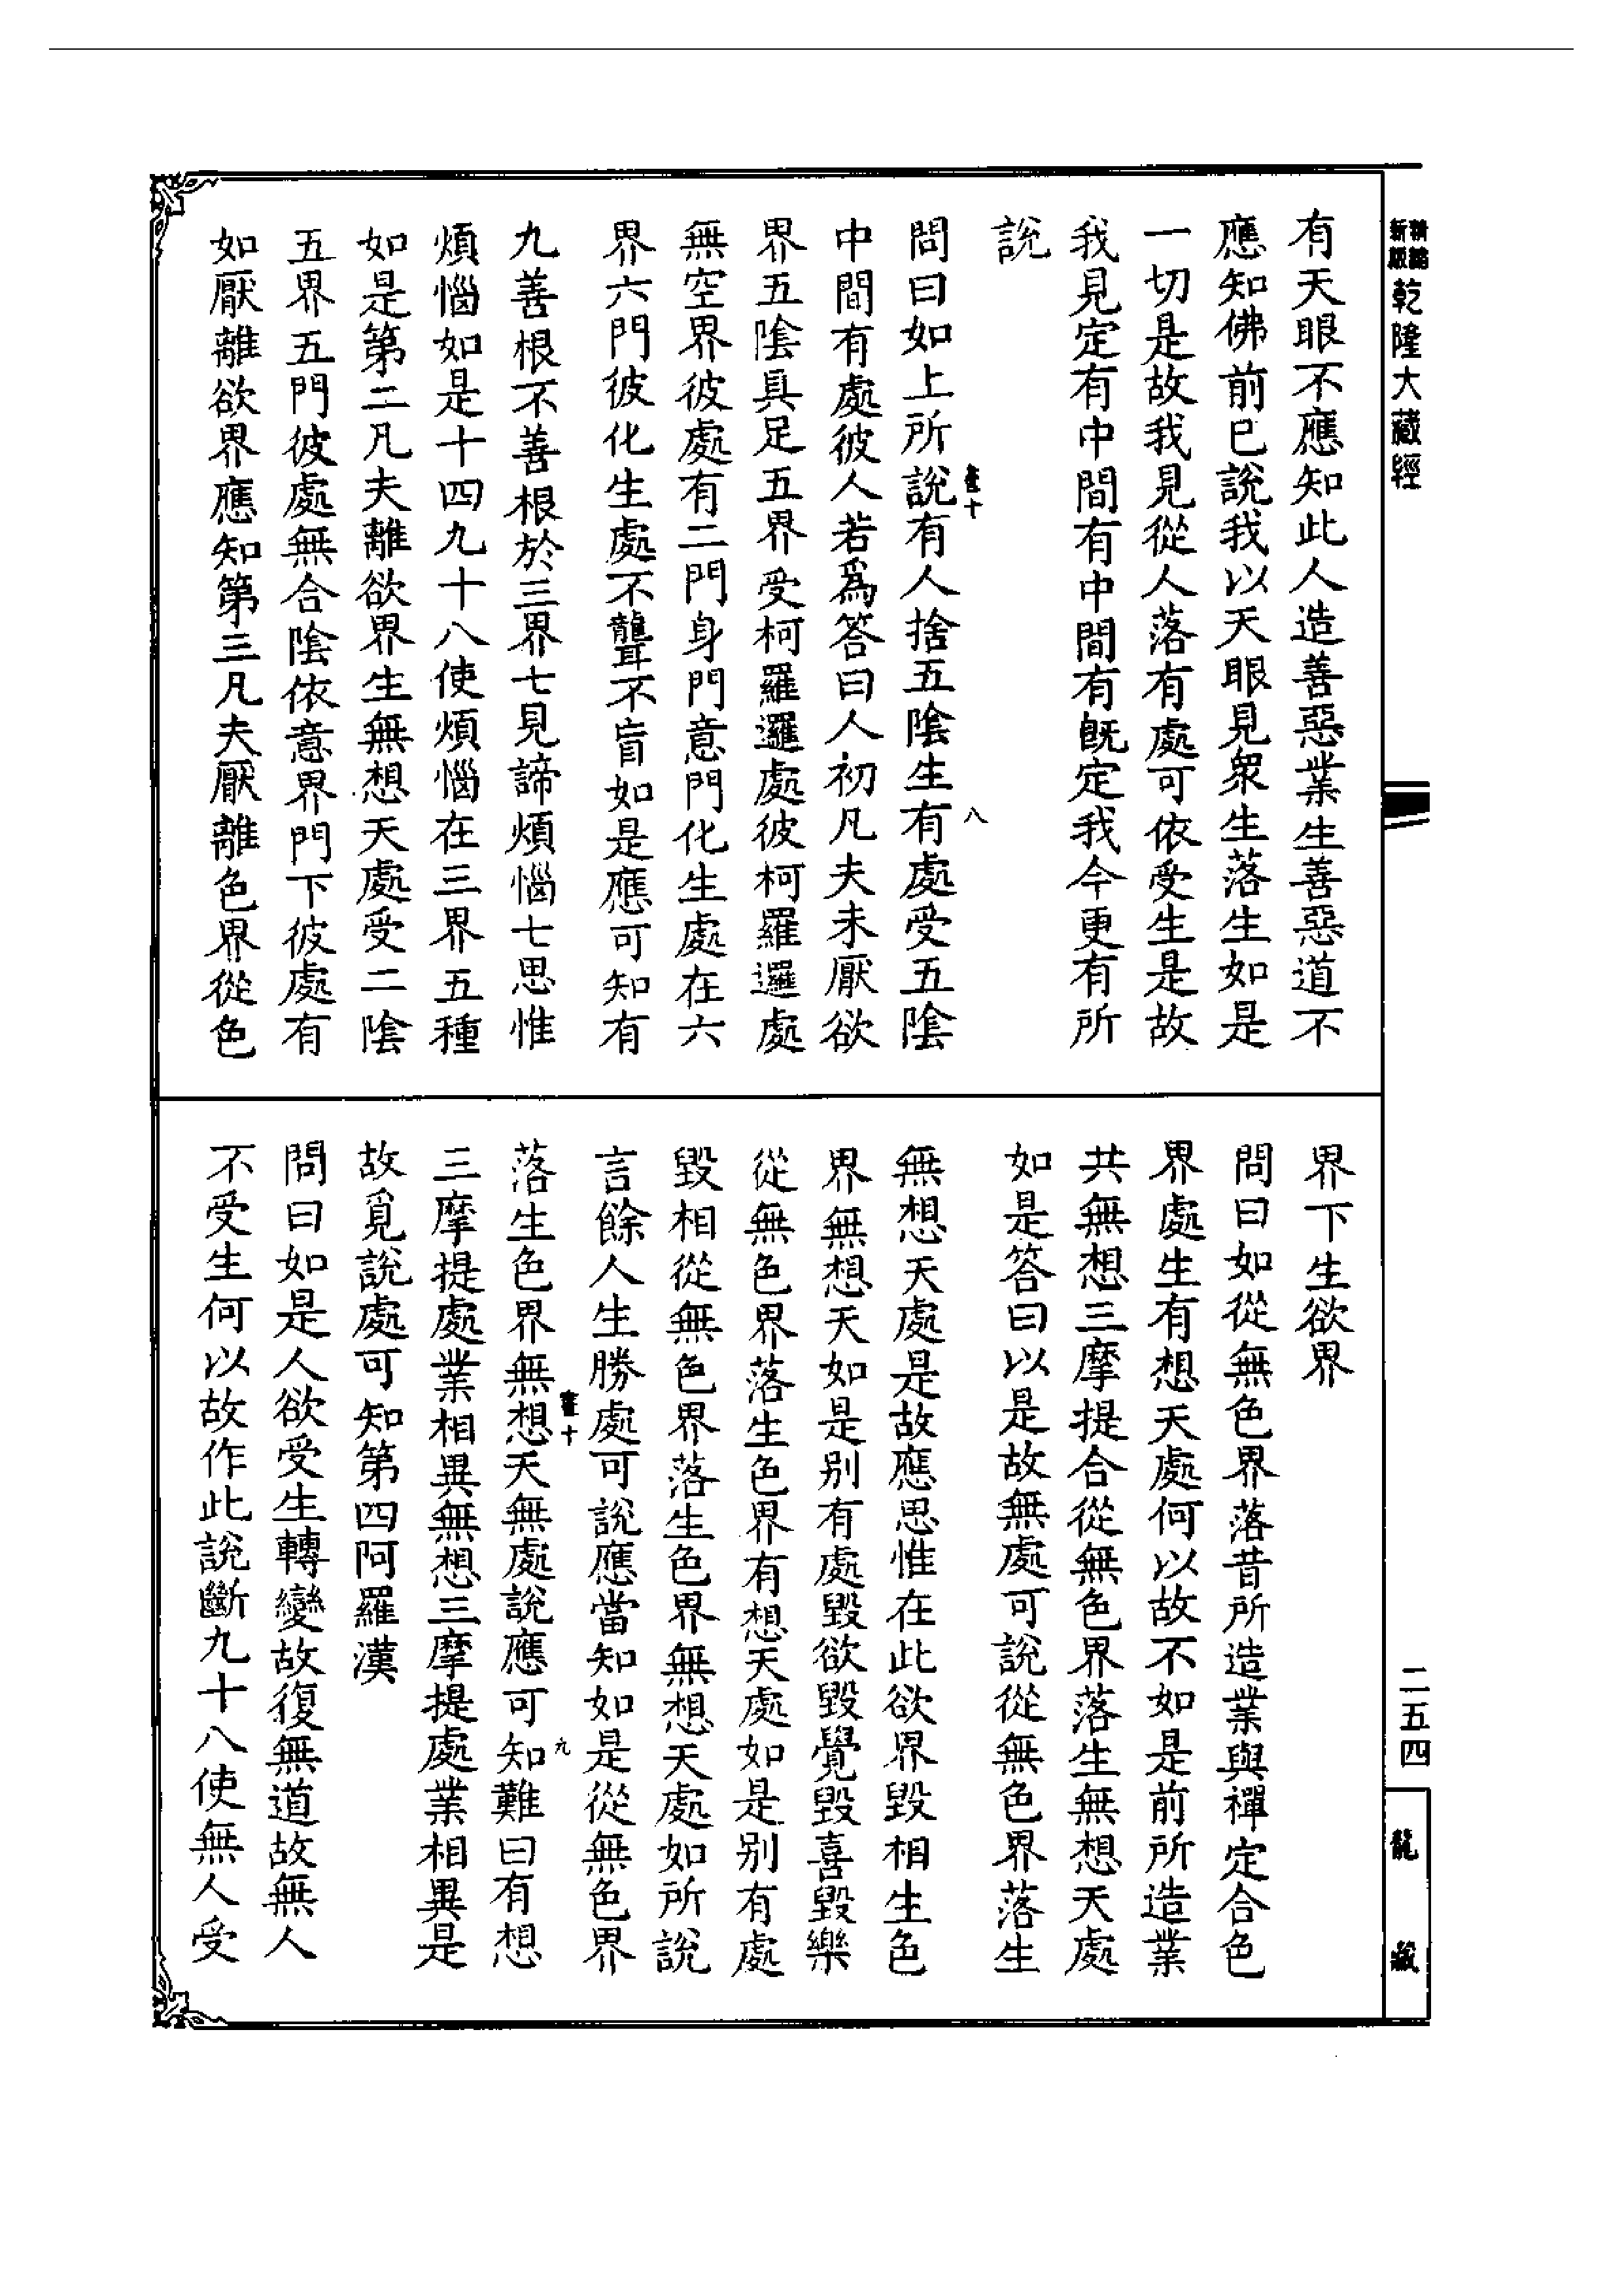 乾隆大藏經
二五四
龍藏
有天眼不應知此人造善惡業生善惡道不
應知佛前已說我以天眼見衆生落生如是
一切是故我見從人落有處可依受生是故
我見定有中間有中間有旣定我今更有所
說
問曰如上所說有人捨五陰生有處受五陰
中間有處彼人若爲答曰人初凡夫未厭欲
界五陰具足五界受柯羅邏處彼柯羅邏處
無空界彼處有二門身門意門化生處在六
界六門彼化生處不聾不盲如是應可知有
九善根不善根於三界七見諦煩惱七思惟
煩惱如是十四九十八使煩惱在三界五種
如是第二凡夫離欲界生無想天處受二陰
五界五門彼處無合陰依意界門下彼處有
如厭離欲界應知第三凡夫厭離色界從色
界下生欲界
問曰如從無色界落昔所造業與禪定合色
界處生有想天處何以故不如是前所造業
共無想三摩提合從無色界落生無想天處
如是答曰以是故無處可說從無色界落生
無想天處是故應思惟在此欲界毀相生色
界無想天如是別有處毀欲毀覺毀喜毀樂
從無色界落生色界有想天處如是別有處
毀相從無色界落生色界無想天處如所說
言餘人生勝處可說應當知如是從無色界
落生色界無想天無處說應可知難曰有想
三摩提處業相異無想三摩提處業相異是
故覓說處可知第四阿羅漢
問曰如是人欲受生轉變故復無道故無人
不受生何以故作此說斷九十八使無人受
八
九